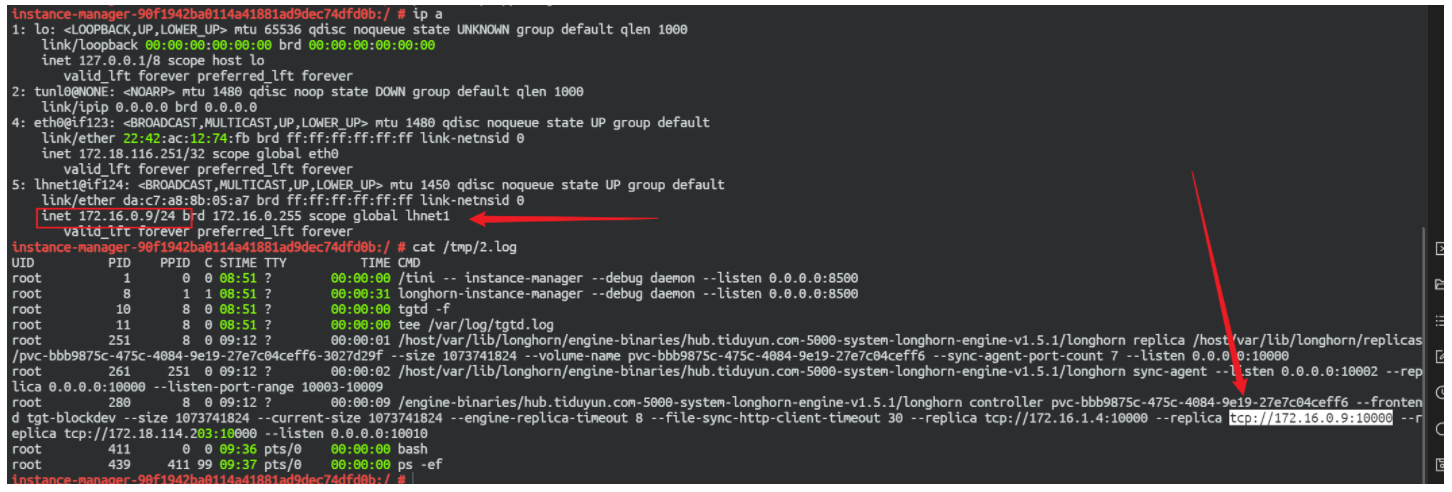 instance-manager-90f1942ba0114a41881ad9dec74dfd0b:/ # ip a
1: lo: <LOOPBACK,UP,LOWER_UP> mtu 65536 qdisc noqueue state UNKNOWN group default qlen 1000
    link/loopback 00:00:00:00:00:00 brd 00:00:00:00:00:00
    inet 127.0.0.1/8 scope host lo
       valid_lft forever preferred_lft forever
2: tunl0@NONE: <NOARP> mtu 1480 qdisc noop state DOWN group default qlen 1000
    link/ipip 0.0.0.0 brd 0.0.0.0
4: eth0@if123: <BROADCAST,MULTICAST,UP,LOWER_UP> mtu 1480 qdisc noqueue state UP group default
    link/ether 22:42:ac:12:74:fb brd ff:ff:ff:ff:ff:ff link-netnsid 0
    inet 172.18.116.251/32 scope global eth0
       valid_lft forever preferred_lft forever
5: lhnet1@if124: <BROADCAST,MULTICAST,UP,LOWER_UP> mtu 1450 qdisc noqueue state UP group default
    link/ether da:c7:a8:8b:05:a7 brd ff:ff:ff:ff:ff:ff link-netnsid 0
    inet 172.16.0.9/24 brd 172.16.0.255 scope global lhnet1
       valid_lft forever preferred_lft forever
instance-manager-90f1942ba0114a41881ad9dec74dfd0b:/ # cat /tmp/2.log
UID          PID    PPID  C STIME TTY          TIME CMD
root           1       0  0 08:51 ?        00:00:00 /tini -- instance-manager --debug daemon --listen 0.0.0.0:8500
root           8       1  1 08:51 ?        00:00:31 longhorn-instance-manager --debug daemon --listen 0.0.0.0:8500
root          10       8  0 08:51 ?        00:00:00 tgtd -f
root          11       8  0 08:51 ?        00:00:00 tee /var/log/tgtd.log
root         251       8  0 09:12 ?        00:00:01 /host/var/lib/longhorn/engine-binaries/hub.tiduyun.com-5000-system-longhorn-engine-v1.5.1/longhorn replica /host/var/lib/longhorn/replicas
/pvc-bbb9875c-475c-4084-9e19-27e7c04ceff6-3027d29f --size 1073741824 --volume-name pvc-bbb9875c-475c-4084-9e19-27e7c04ceff6 --sync-agent-port-count 7 --listen 0.0.0.0:10000
root         261     251  0 09:12 ?        00:00:02 /host/var/lib/longhorn/engine-binaries/hub.tiduyun.com-5000-system-longhorn-engine-v1.5.1/longhorn sync-agent --listen 0.0.0.0:10002 --rep
lica 0.0.0.0:10000 --listen-port-range 10003-10009
root         280       8  0 09:12 ?        00:00:09 /engine-binaries/hub.tiduyun.com-5000-system-longhorn-engine-v1.5.1/longhorn controller pvc-bbb9875c-475c-4084-9e19-27e7c04ceff6 --fronten
d tgt-blockdev --size 1073741824 --current-size 1073741824 --engine-replica-timeout 8 --file-sync-http-client-timeout 30 --replica tcp://172.16.1.4:10000 --replica tcp://172.16.0.9:10000 --r
eplica tcp://172.18.114.203:10000 --listen 0.0.0.0:10010
root         411       0  0 09:36 pts/0    00:00:00 bash
root         439     411 99 09:37 pts/0    00:00:00 ps -ef
instance-manager-90f1942ba0114a41881ad9dec74dfd0b:/ #